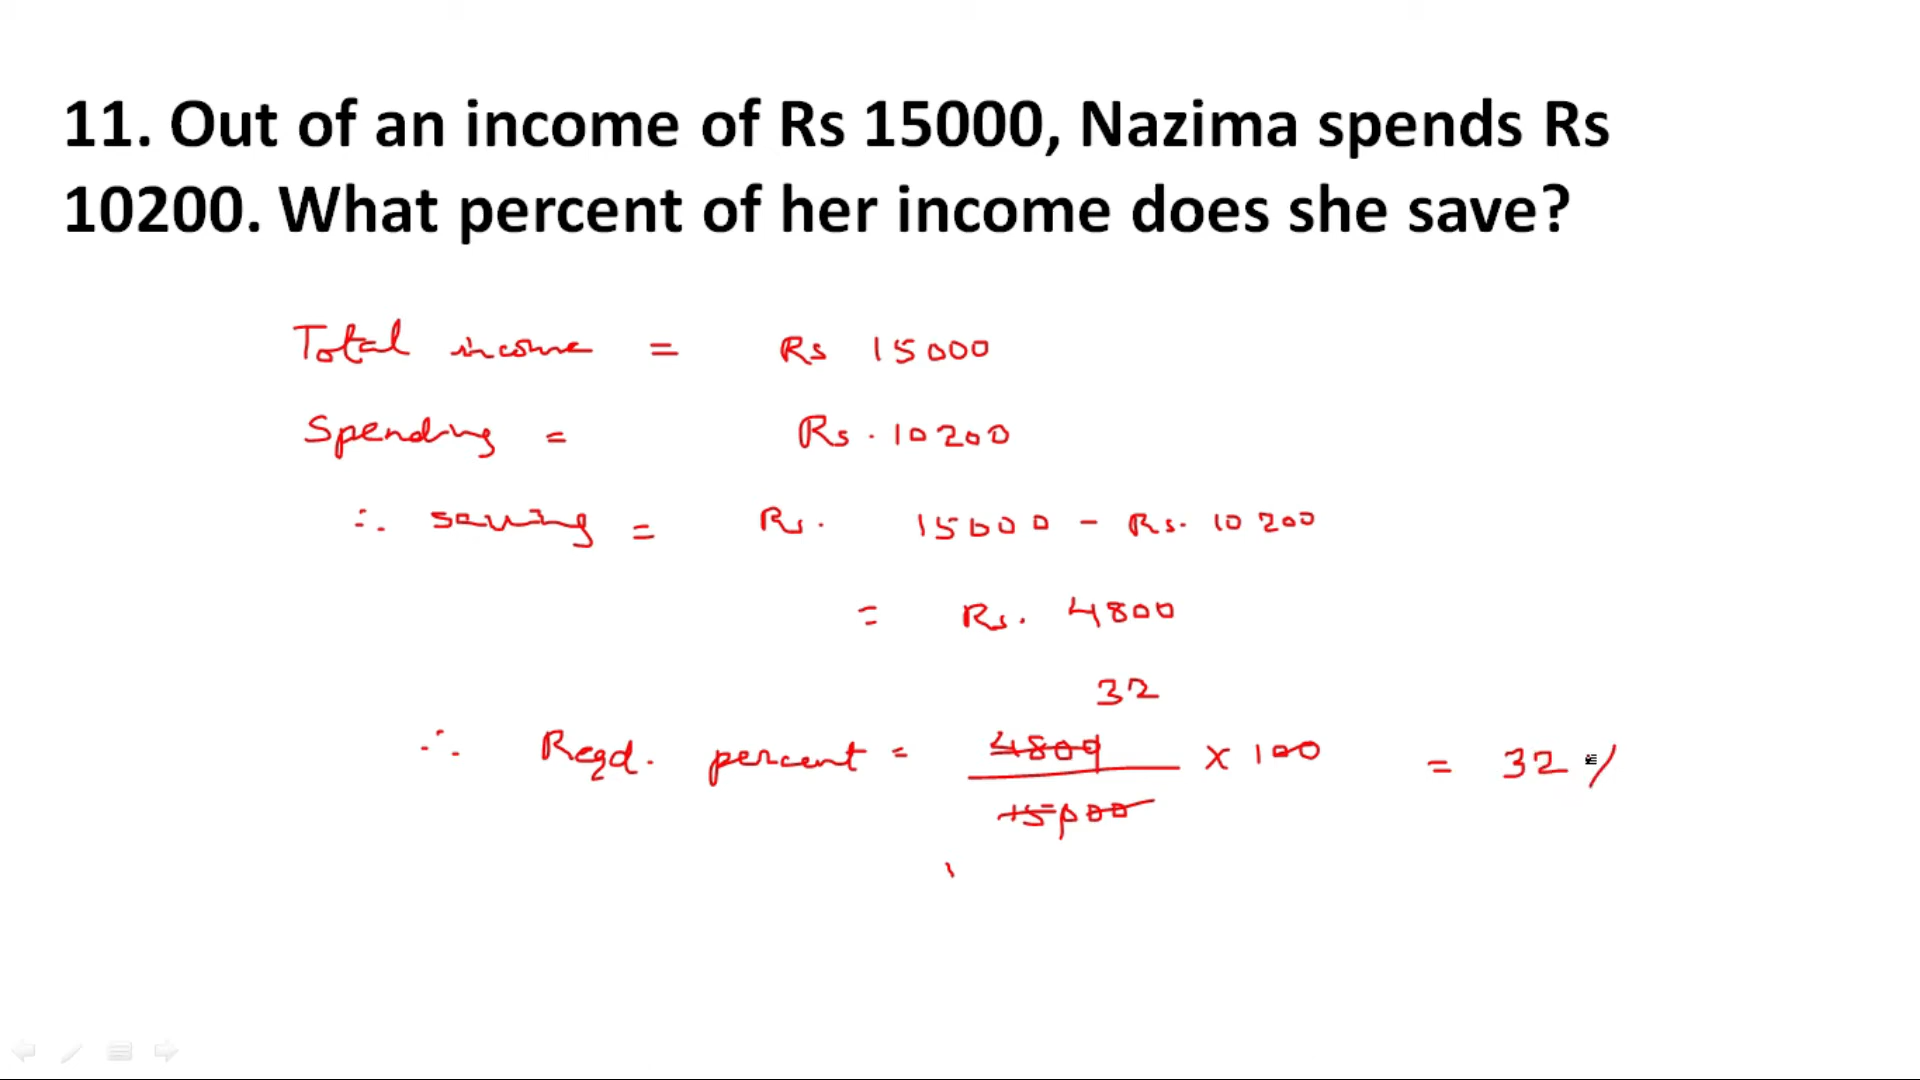 11. Out of an income of Rs 15000, Nazima spends Rs
10200. What percent of her income does she save?
Total income = Rs 15000
Spending = Rs. 10200
∴ saving = Rs. 15000 - Rs. 10200
= Rs. 4800
32
∴ Reqd. percent = 4800/15000 x 100 = 32 %
1